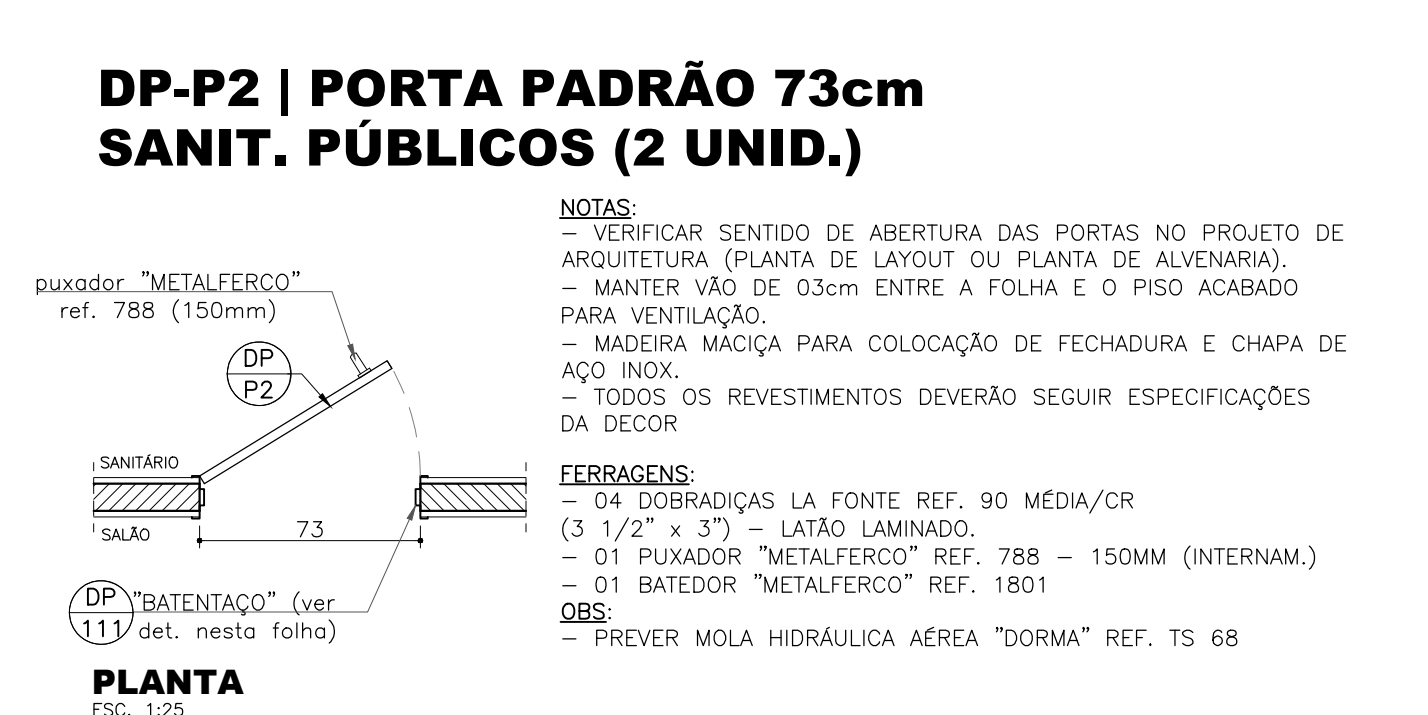 DP-P2 | PORTA PADRÃO 73cm
SANIT. PÚBLICOS (2 UNID.)
puxador "METALFERCO"
ref. 788 (150mm)
DP
P2
SANITÁRIO
SALÃO
73
DP
111
"BATENTAÇO" (ver
det. nesta folha)
PLANTA
ESC. 1:25
NOTAS:
– VERIFICAR SENTIDO DE ABERTURA DAS PORTAS NO PROJETO DE
ARQUITETURA (PLANTA DE LAYOUT OU PLANTA DE ALVENARIA).
– MANTER VÃO DE 03cm ENTRE A FOLHA E O PISO ACABADO
PARA VENTILAÇÃO.
– MADEIRA MACIÇA PARA COLOCAÇÃO DE FECHADURA E CHAPA DE
AÇO INOX.
– TODOS OS REVESTIMENTOS DEVERÃO SEGUIR ESPECIFICAÇÕES
DA DECOR
FERRAGENS:
– 04 DOBRADIÇAS LA FONTE REF. 90 MÉDIA/CR
(3 1/2" x 3") – LATÃO LAMINADO.
– 01 PUXADOR "METALFERCO" REF. 788 – 150MM (INTERNAM.)
– 01 BATEDOR "METALFERCO" REF. 1801
OBS:
– PREVER MOLA HIDRÁULICA AÉREA "DORMA" REF. TS 68